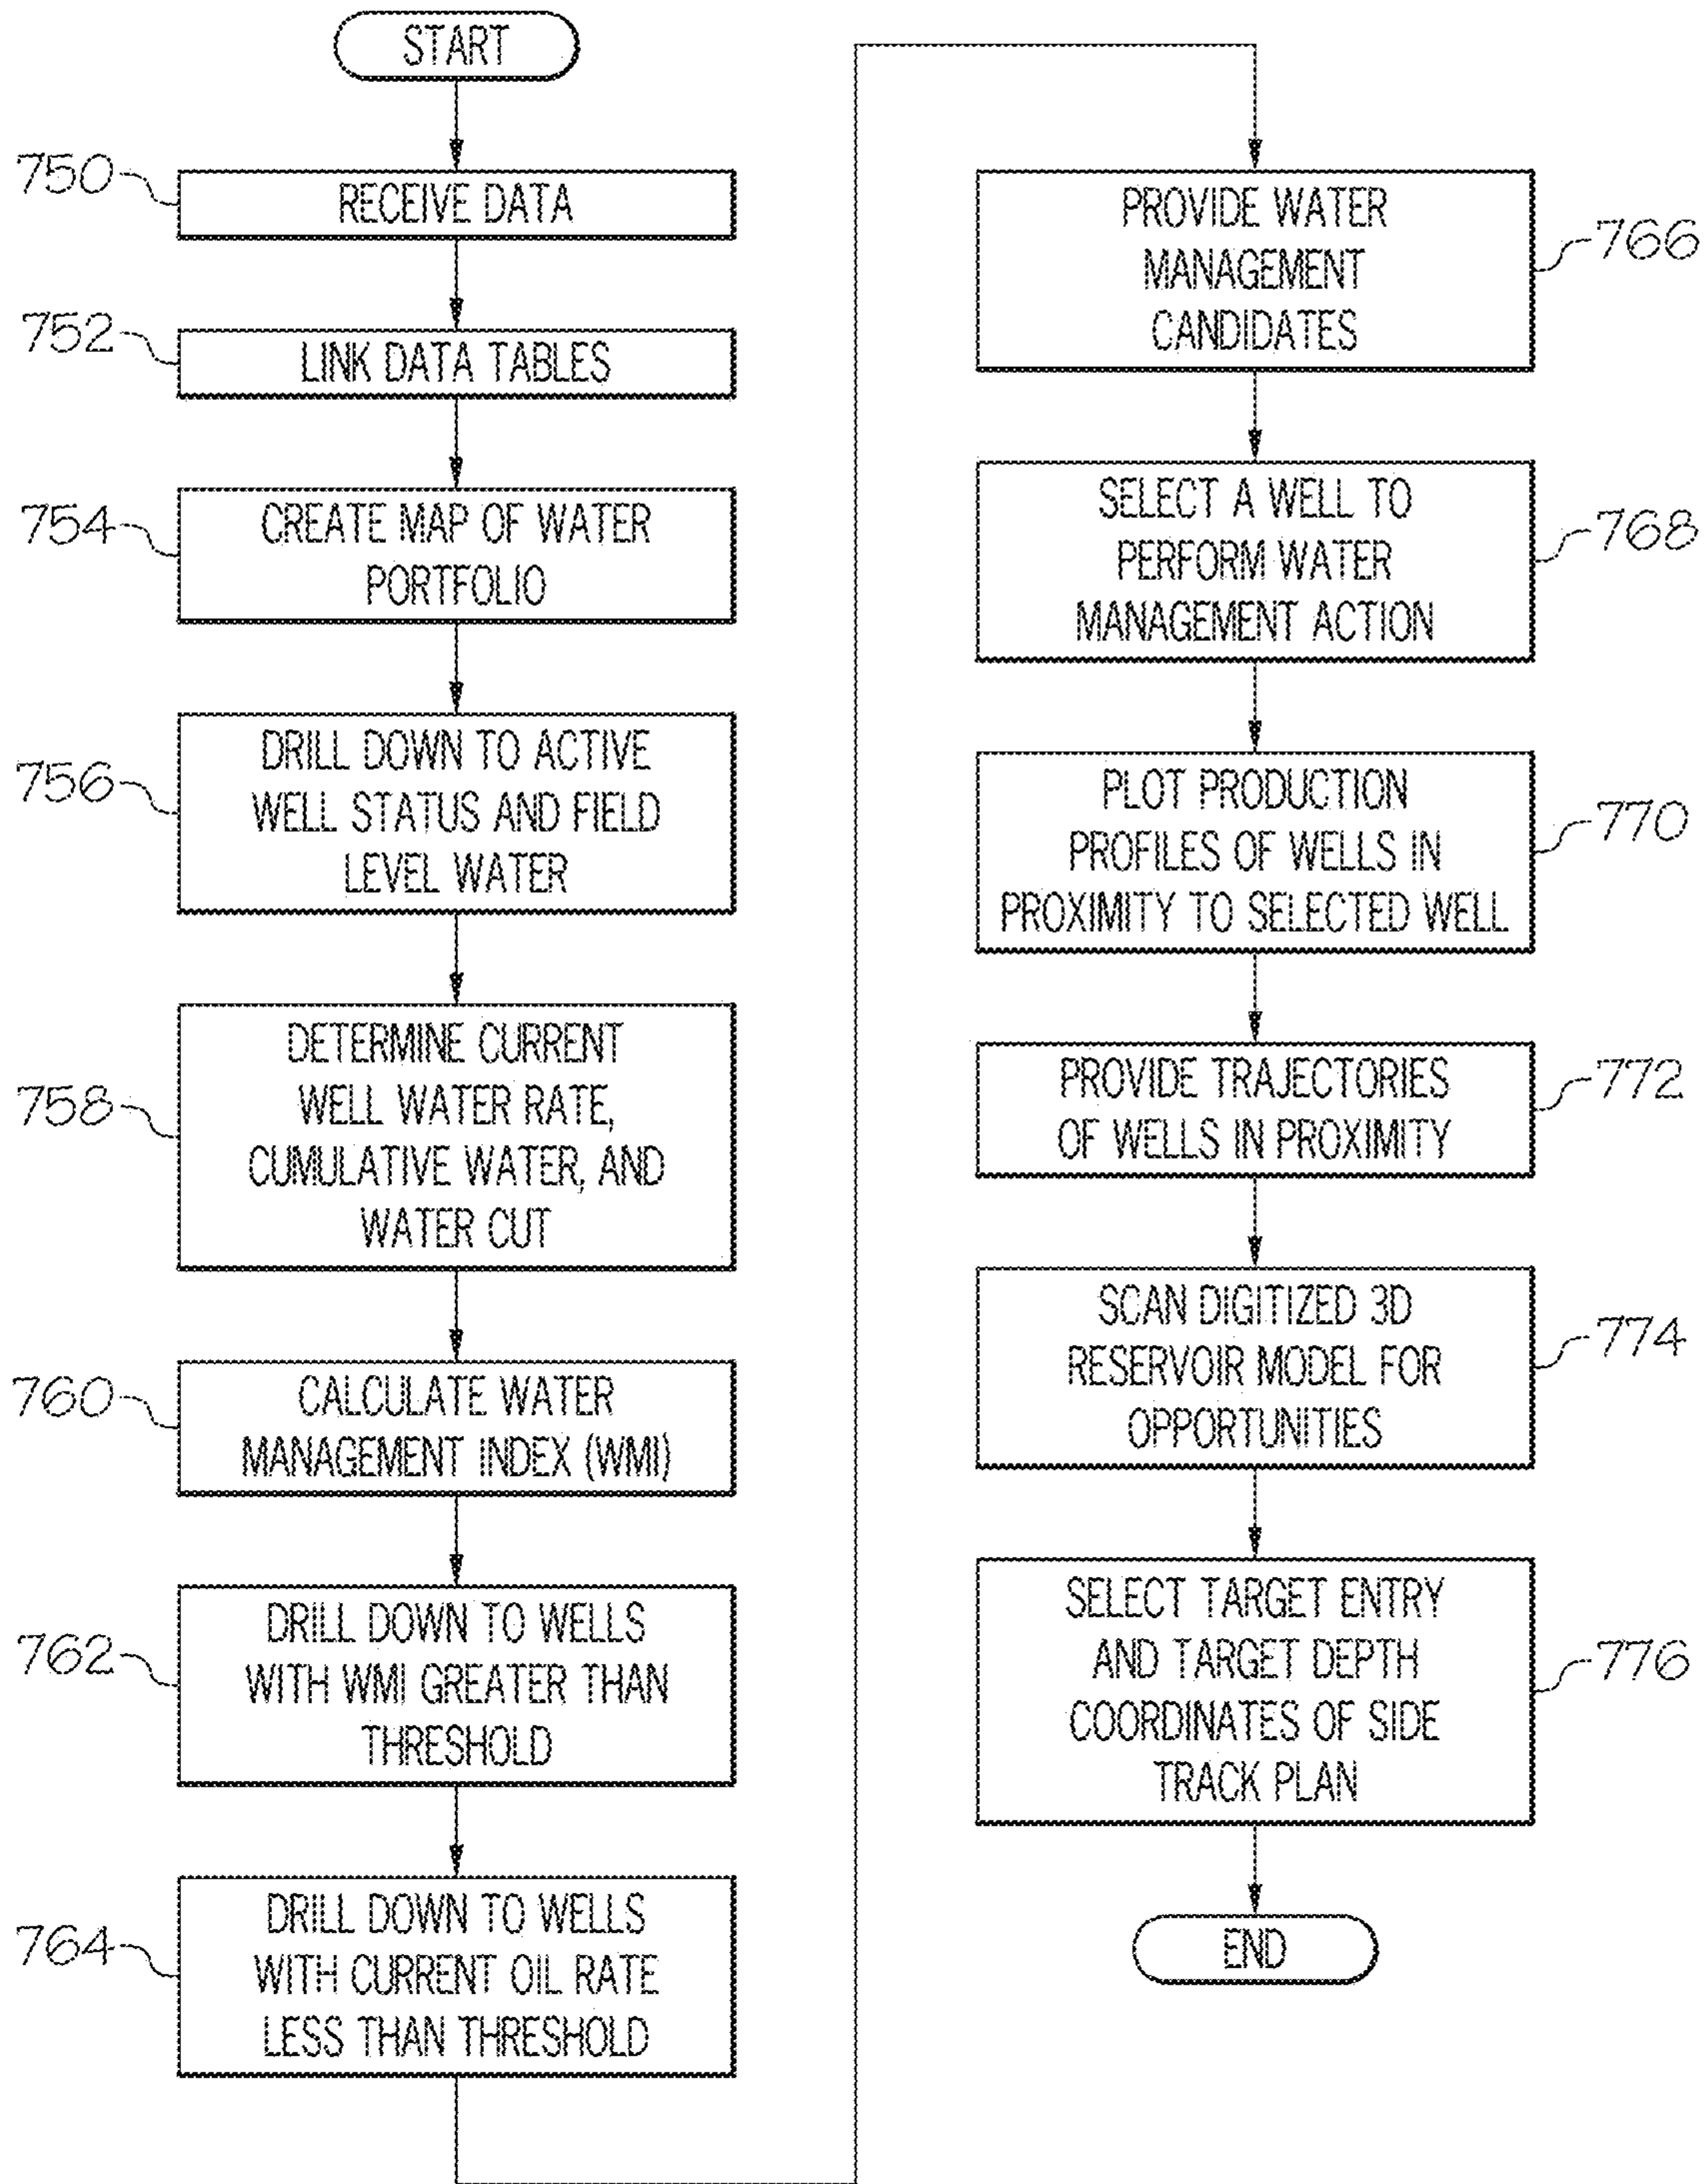 START
750
RECEIVE DATA
752
LINK DATA TABLES
754
CREATE MAP OF WATER
PORTFOLIO
756
DRILL DOWN TO ACTIVE
WELL STATUS AND FIELD
LEVEL WATER
758
DETERMINE CURRENT
WELL WATER RATE,
CUMULATIVE WATER, AND
WATER CUT
760
CALCULATE WATER
MANAGEMENT INDEX (WMI)
762
DRILL DOWN TO WELLS
WITH WMI GREATER THAN
THRESHOLD
764
DRILL DOWN TO WELLS
WITH CURRENT OIL RATE
LESS THAN THRESHOLD
PROVIDE WATER
MANAGEMENT
CANDIDATES
766
SELECT A WELL TO
PERFORM WATER
MANAGEMENT ACTION
768
PLOT PRODUCTION
PROFILES OF WELLS IN
PROXIMITY TO SELECTED WELL
770
PROVIDE TRAJECTORIES
OF WELLS IN PROXIMITY
772
SCAN DIGITIZED 3D
RESERVOIR MODEL FOR
OPPORTUNITIES
774
SELECT TARGET ENTRY
AND TARGET DEPTH
COORDINATES OF SIDE
TRACK PLAN
776
END